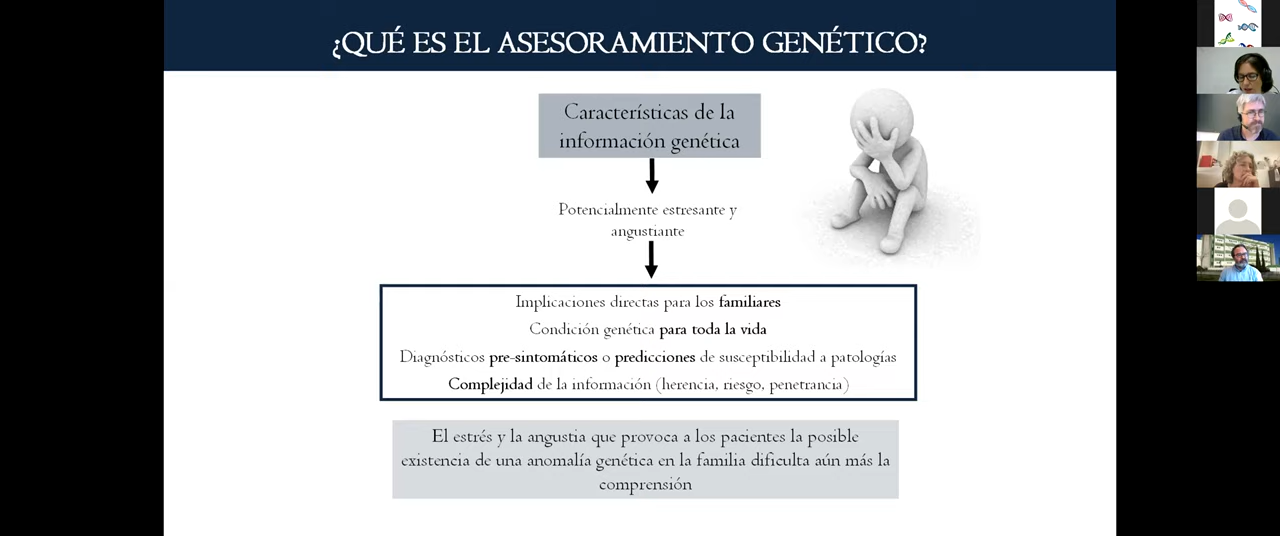 ¿QUÉ ES EL ASESORAMIENTO GENÉTICO?
Características de la
información genética
Potencialmente estresante y
angustiante
Implicaciones directas para los familiares
Condición genética para toda la vida
Diagnósticos pre-sintomáticos o predicciones de susceptibilidad a patologías
Complejidad de la información (herencia, riesgo, penetrancia)
El estrés y la angustia que provoca a los pacientes la posible
existencia de una anomalía genética en la familia dificulta aún más la
comprensión